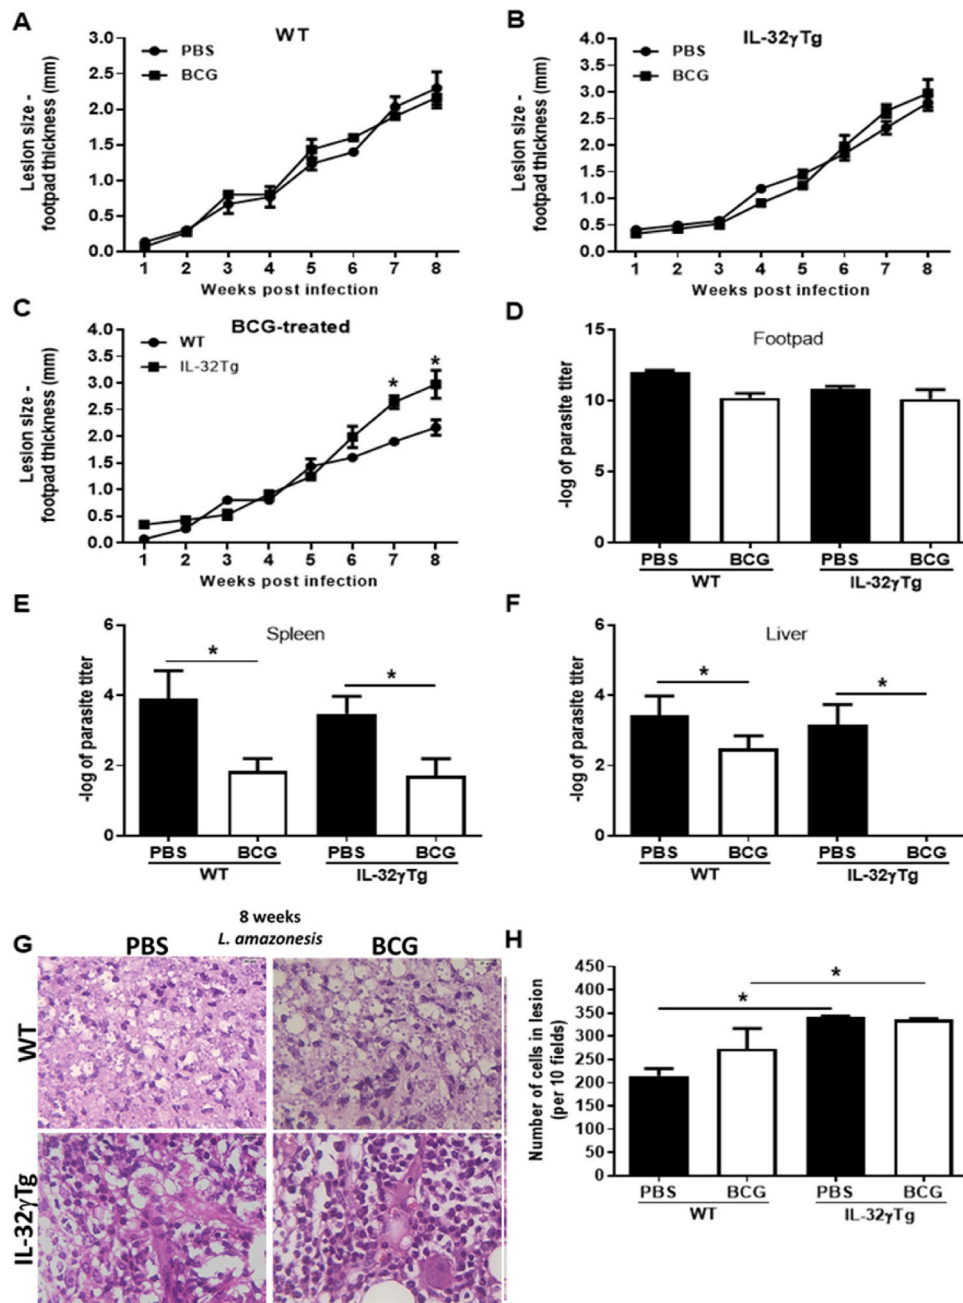 A
WT
PBS
BCG
Lesion size -
footpad thickness (mm)
3.0
2.5
2.0
1.5
1.0
0.5
0.0
1 2 3 4 5 6 7 8
Weeks post infection
B
IL-32γTg
PBS
BCG
Lesion size -
footpad thickness (mm)
4.0
3.5
3.0
2.5
2.0
1.5
1.0
0.5
0.0
1 2 3 4 5 6 7 8
Weeks post infection
C
BCG-treated
WT
IL-32Tg
* *
Lesion size -
footpad thickness (mm)
4.0
3.5
3.0
2.5
2.0
1.5
1.0
0.5
0.0
1 2 3 4 5 6 7 8
Weeks post infection
D
Footpad
-log of parasite titer
15
10
5
0
PBS BCG PBS BCG
WT IL-32γTg
E
Spleen
* *
-log of parasite titer
6
4
2
0
PBS BCG PBS BCG
WT IL-32γTg
F
Liver
* *
-log of parasite titer
6
4
2
0
PBS BCG PBS BCG
WT IL-32γTg
G
8 weeks
L. amazonesis
PBS BCG
WT
IL-32γTg
H
* *
Number of cells in lesion
(per 10 fields)
450
400
350
300
250
200
150
100
50
0
PBS BCG PBS BCG
WT IL-32γTg